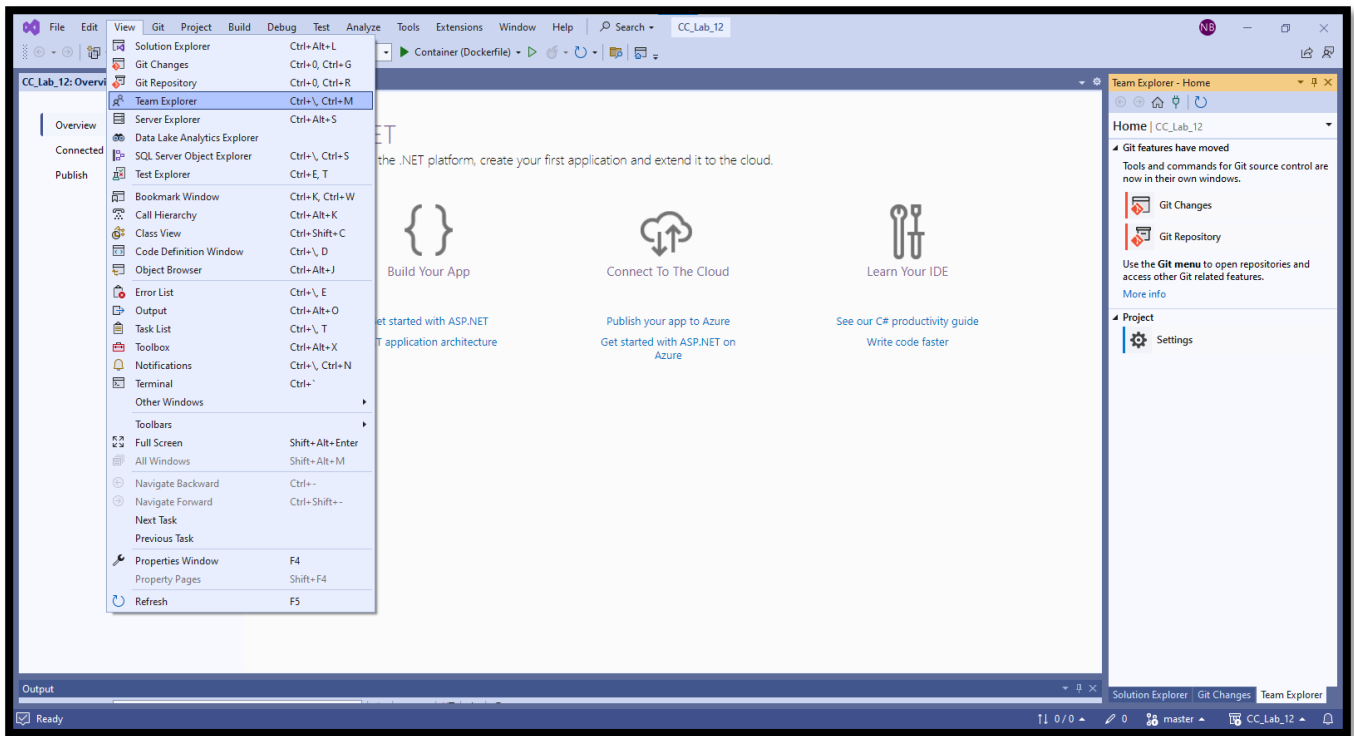 File Edit View Git Project Build Debug Test Analyze Tools Extensions Window Help Search CC_Lab_12 NB
Container (Dockerfile)
CC_Lab_12: Overvi
Overview
Connected
Publish
Solution Explorer Ctrl+Alt+L
Git Changes Ctrl+0, Ctrl+G
Git Repository Ctrl+0, Ctrl+R
Team Explorer Ctrl+\, Ctrl+M
Server Explorer Ctrl+Alt+S
Data Lake Analytics Explorer
SQL Server Object Explorer Ctrl+\, Ctrl+S
Test Explorer Ctrl+E, T
Bookmark Window Ctrl+K, Ctrl+W
Call Hierarchy Ctrl+Alt+K
Class View Ctrl+Shift+C
Code Definition Window Ctrl+\, D
Object Browser Ctrl+Alt+J
Error List Ctrl+\, E
Output Ctrl+Alt+O
Task List Ctrl+\, T
Toolbox Ctrl+Alt+X
Notifications Ctrl+\, Ctrl+N
Terminal Ctrl+`
Other Windows
Toolbars
Full Screen Shift+Alt+Enter
All Windows Shift+Alt+M
Navigate Backward Ctrl+-
Navigate Forward Ctrl+Shift+-
Next Task
Previous Task
Properties Window F4
Property Pages Shift+F4
Refresh F5
ET
the .NET platform, create your first application and extend it to the cloud.
Build Your App
et started with ASP.NET
T application architecture
Connect To The Cloud
Publish your app to Azure
Get started with ASP.NET on
Azure
Learn Your IDE
See our C# productivity guide
Write code faster
Team Explorer - Home
Home | CC_Lab_12
Git features have moved
Tools and commands for Git source control are
now in their own windows.
Git Changes
Git Repository
Use the Git menu to open repositories and
access other Git related features.
More info
Project
Settings
Output
Solution Explorer Git Changes Team Explorer
Ready 0/0 0 master CC_Lab_12